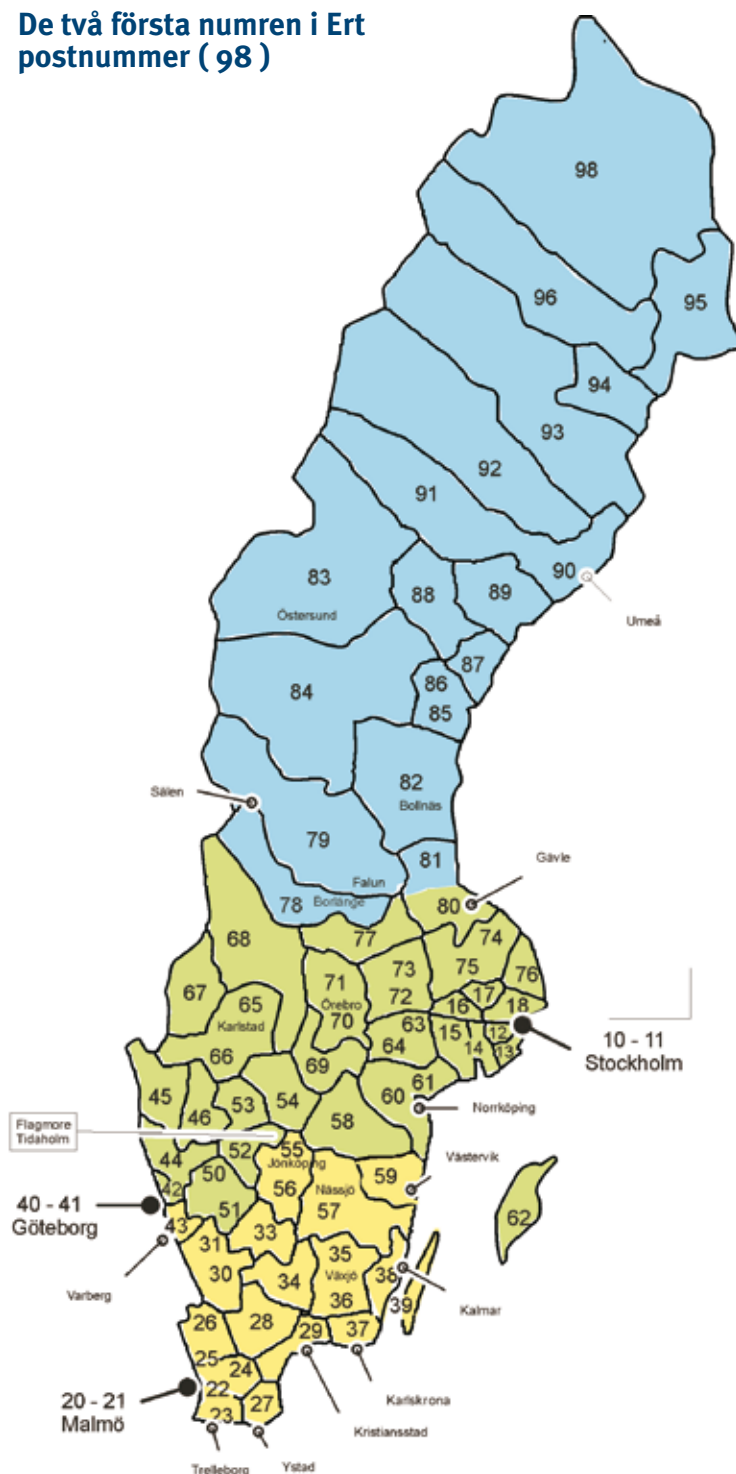 De två första numren i Ert
postnummer ( 98 )
98
96
95
94
93
92
91
90
83
88
89
Östersund
Umeå
87
86
84
85
82
Sälen
Bollnäs
79
81
Falun
Gävle
78
Borlänge
80
77
74
68
71
73
75
76
67
65
Örebro
72
17
16
18
Karlstad
70
63
15
12
10 - 11
Stockholm
66
64
14
13
69
45
46
53
54
61
60
58
Norrköping
Flagmore
Tidaholm
44
52
55
Jönköping
Västervik
50
59
42
56
Nässjö
40 - 41
Göteborg
51
57
62
43
31
33
35
Varberg
30
34
Växjö
38
36
39
Kalmar
26
28
29
37
25
24
20 - 21
Malmö
22
27
Karlskrona
23
Kristiansstad
Trelleborg
Ystad